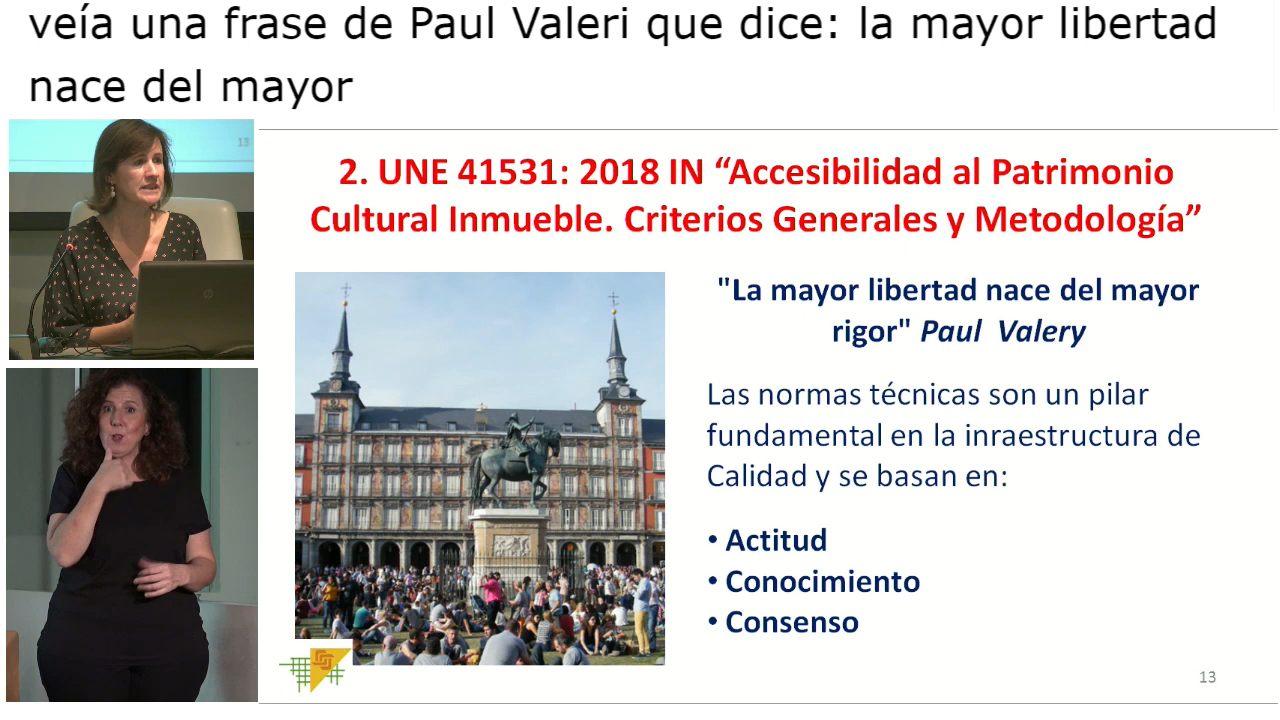 veía una frase de Paul Valeri que dice: la mayor libertad
nace del mayor
13
2. UNE 41531: 2018 IN “Accesibilidad al Patrimonio
Cultural Inmueble. Criterios Generales y Metodología”
"La mayor libertad nace del mayor
rigor" Paul Valery
Las normas técnicas son un pilar
fundamental en la inraestructura de
Calidad y se basan en:
• Actitud
• Conocimiento
• Consenso
13